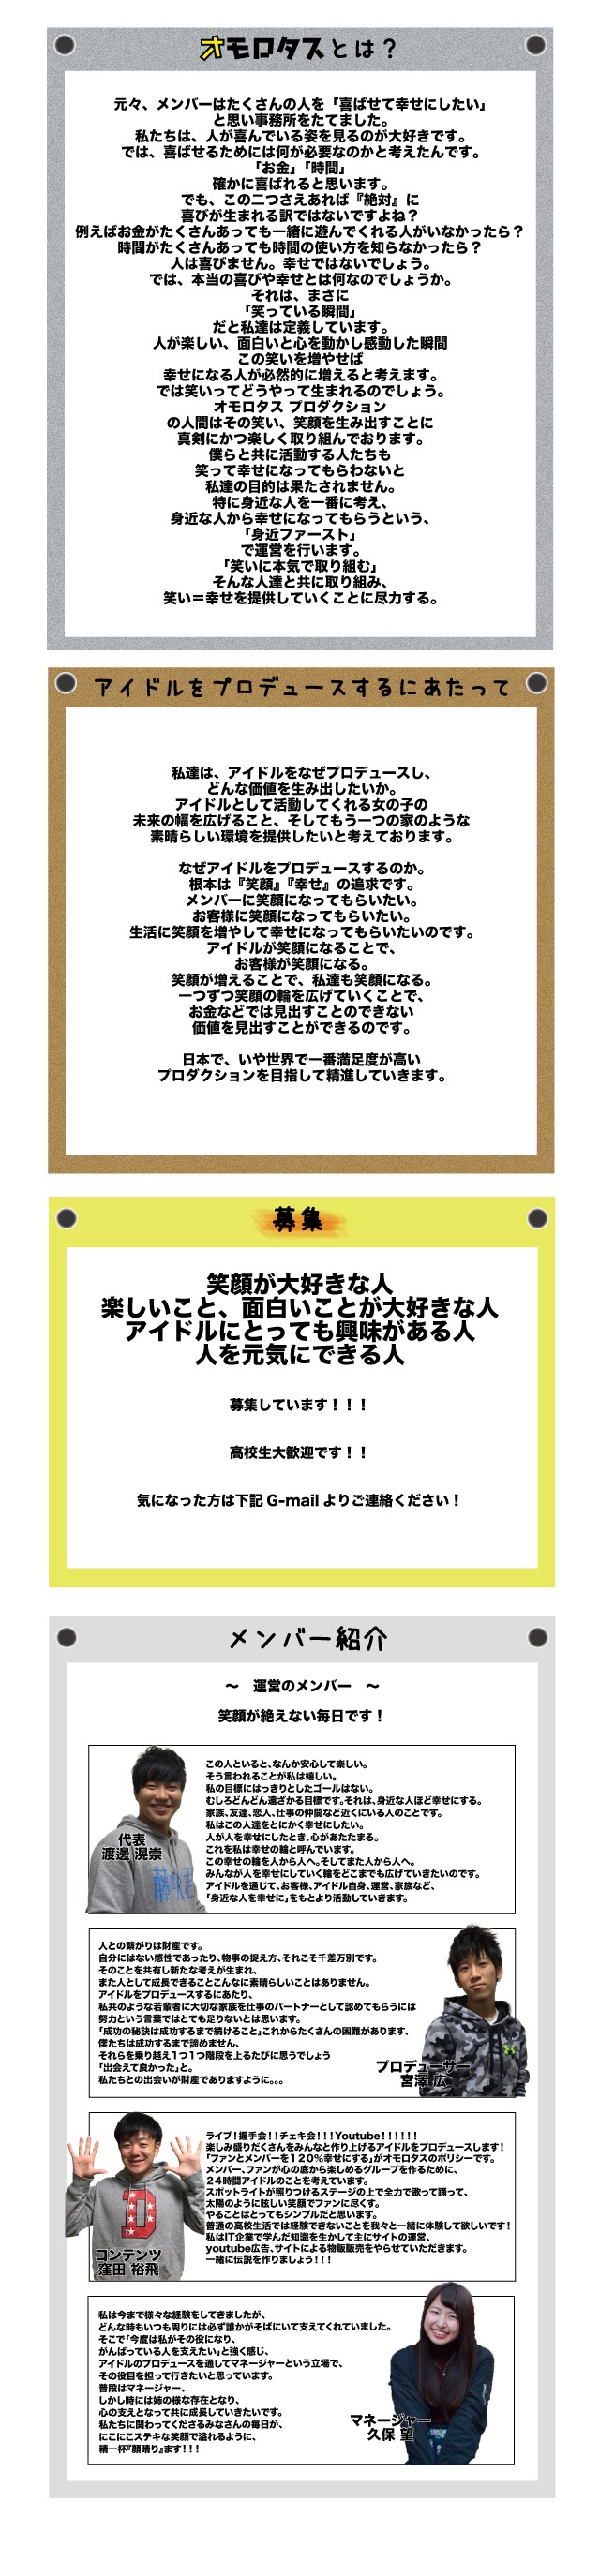 オモロタスとは？
元々、メンバーはたくさんの人を「喜ばせて幸せにしたい」
と思い事務所をたてました。
私たちは、人が喜んでいる姿を見るのが大好きです。
では、喜ばせるためには何が必要なのかと考えたんです。
「お金」「時間」
確かに喜ばれると思います。
でも、この二つさえあれば『絶対』に
喜びが生まれる訳ではないですよね？
例えばお金がたくさんあっても一緒に遊んでくれる人がいなかったら？
時間がたくさんあっても時間の使い方を知らなかったら？
人は喜びません。幸せではないでしょう。
では、本当の喜びや幸せとは何なのでしょうか。
それは、まさに
「笑っている瞬間」
だと私達は定義しています。
人が楽しい、面白いと心を動かし感動した瞬間
この笑いを増やせば
幸せになる人が必然的に増えると考えます。
では笑いってどうやって生まれるのでしょう。
オモロタス プロダクション
の人間はその笑い、笑顔を生み出すことに
真剣にかつ楽しく取り組んでおります。
僕らと共に活動する人たちも
笑って幸せになってもらわないと
私達の目的は果たされません。
特に身近な人を一番に考え、
身近な人から幸せになってもらうという、
「身近ファースト」
で運営を行います。
「笑いに本気で取り組む」
そんな人達と共に取り組み、
笑い＝幸せを提供していくことに尽力する。
アイドルをプロデュースするにあたって
私達は、アイドルをなぜプロデュースし、
どんな価値を生み出したいか。
アイドルとして活動してくれる女の子の
未来の幅を広げること、そしてもう一つの家のような
素晴らしい環境を提供したいと考えております。
なぜアイドルをプロデュースするのか。
根本は『笑顔』『幸せ』の追求です。
メンバーに笑顔になってもらいたい。
お客様に笑顔になってもらいたい。
生活に笑顔を増やして幸せになってもらいたいのです。
アイドルが笑顔になることで、
お客様が笑顔になる。
笑顔が増えることで、私達も笑顔になる。
一つずつ笑顔の輪を広げていくことで、
お金などでは見出すことのできない
価値を見出すことができるのです。
日本で、いや世界で一番満足度が高い
プロダクションを目指して精進していきます。
募集
笑顔が大好きな人
楽しいこと、面白いことが大好きな人
アイドルにとっても興味がある人
人を元気にできる人
募集しています！！！
高校生大歓迎です！！
気になった方は下記 G-mail よりご連絡ください！
メンバー紹介
～　運営のメンバー　～
笑顔が絶えない毎日です！
この人といると、なんか安心して楽しい。
そう言われることが私は嬉しい。
私の目標にはっきりとしたゴールはない。
むしろどんどん遠ざかる目標です。それは、身近な人ほど幸せにする。
家族、友達、恋人、仕事の仲間など近くにいる人のことです。
私はこの人達をとにかく幸せにしたい。
人が人を幸せにしたとき、心があたたまる。
これを私は幸せの輪と呼んでいます。
この幸せの輪を人から人へ。そしてまた人から人へ。
みんなが人を幸せにしていく輪をどこまでも広げていきたいのです。
アイドルを通じて、お客様、アイドル自身、運営、家族など、
「身近な人を幸せに」をもとより活動していきます。
代表
渡邊 滉崇
人との繋がりは財産です。
自分にはない感性であったり、物事の捉え方、それこそ千差万別です。
そのことを共有し新たな考えが生まれ、
また人として成長できることこんなに素晴らしいことはありません。
アイドルをプロデュースするにあたり、
私共のような若輩者に大切な家族を仕事のパートナーとして認めてもらうには
努力という言葉ではとても足りないとは思います。
「成功の秘訣は成功するまで続けること」これからたくさんの困難があります、
僕たちは成功するまで諦めません、
それらを乗り越え1つ1つ階段を上るたびに思うでしょう
「出会えて良かった」と。
私たちとの出会いが財産でありますように。。。
プロデューサー
宮澤 広
ライブ！握手会！！チェキ会！！！Youtube！！！！！！
楽しみ盛りだくさんをみんなと作り上げるアイドルをプロデュースします！
「ファンとメンバーを１２０％幸せにする」がオモロタスのポリシーです。
メンバー、ファンが心の底から楽しめるグループを作るために、
２４時間アイドルのことを考えています。
スポットライトが照りつけるステージの上で全力で歌って踊って、
太陽のように眩しい笑顔でファンに尽くす。
やることはとってもシンプルだと思います。
普通の高校生活では経験できないことを我々と一緒に体験して欲しいです！
私はIT企業で学んだ知識を生かして主にサイトの運営、
youtube広告、サイトによる物販販売をやらせていただきます。
一緒に伝説を作りましょう！！！
コンテンツ
窪田 裕飛
私は今まで様々な経験をしてきましたが、
どんな時もいつも周りには必ず誰かがそばにいて支えてくれていました。
そこで「今度は私がその役になり、
がんばっている人を支えたい」と強く感じ、
アイドルのプロデュースを通してマネージャーという立場で、
その役目を担って行きたいと思っています。
普段はマネージャー、
しかし時には姉の様な存在となり、
心の支えとなって共に成長していきたいです。
私たちに関わってくださるみなさんの毎日が、
にこにこステキな笑顔で溢れるように、
精一杯『顔晴り』ます！！！
マネージャー
久保 望